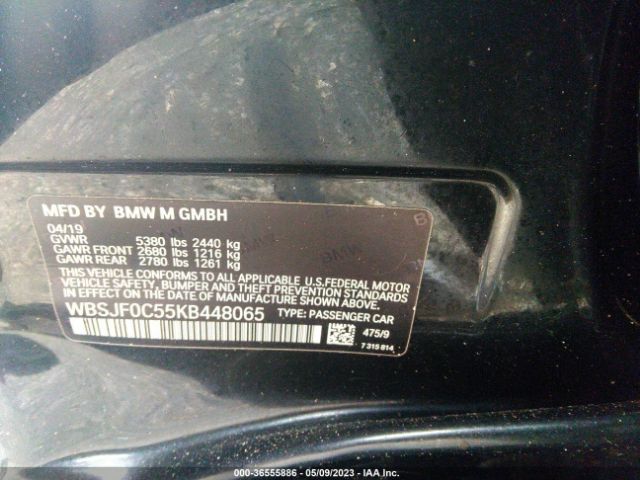 MFD BY BMW M GMBH
04/19
GVWR 5380 lbs 2440 kg
GAWR FRONT 2680 lbs 1216 kg
GAWR REAR 2780 lbs 1261 kg
THIS VEHICLE CONFORMS TO ALL APPLICABLE U.S.FEDERAL MOTOR
VEHICLE SAFETY, BUMPER AND THEFT PREVENTION STANDARDS
IN EFFECT ON THE DATE OF MANUFACTURE SHOWN ABOVE.
WBSJF0C55KB448065 TYPE: PASSENGER CAR
475/9
7 319 814
000-36555886 - 05/09/2023 - IAA Inc.